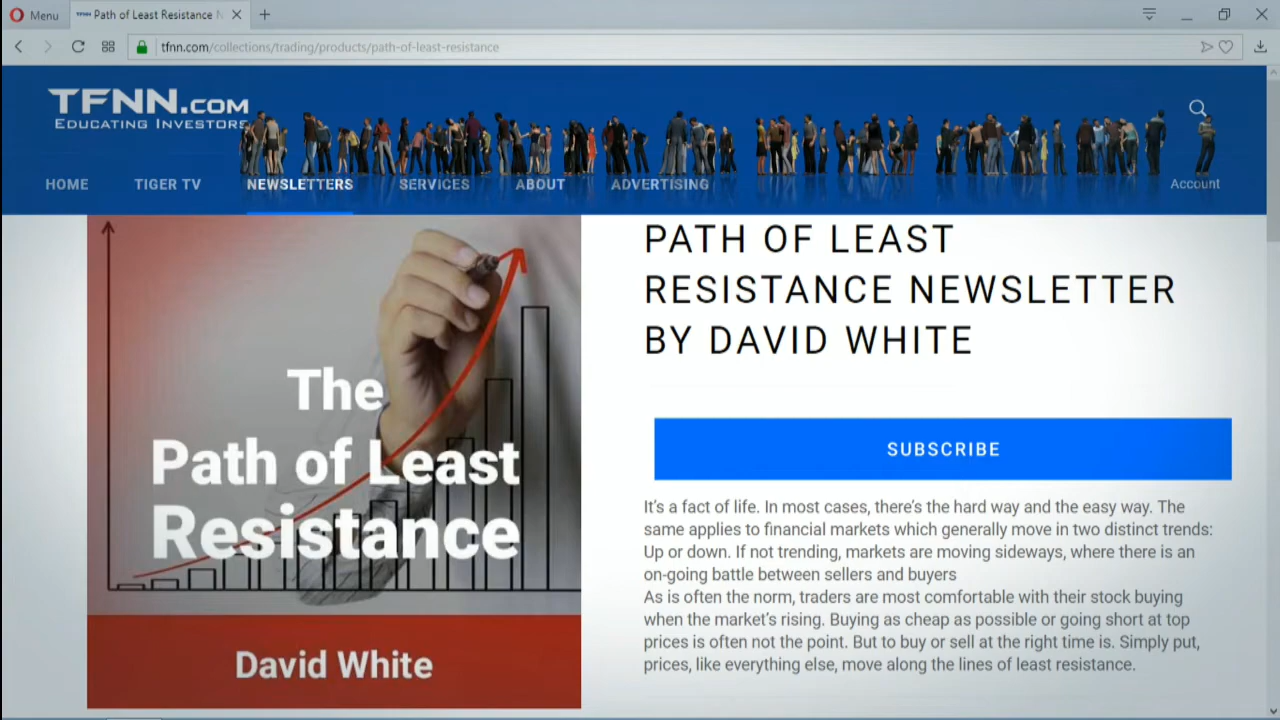 Menu
Path of Least Resistance N
tfnn.com/collections/trading/products/path-of-least-resistance
TFNN.COM
EDUCATING INVESTORS
HOME
TIGER TV
NEWSLETTERS
SERVICES
ABOUT
ADVERTISING
Account
The
Path of Least
Resistance
David White
PATH OF LEAST
RESISTANCE NEWSLETTER
BY DAVID WHITE
SUBSCRIBE
It's a fact of life. In most cases, there's the hard way and the easy way. The
same applies to financial markets which generally move in two distinct trends:
Up or down. If not trending, markets are moving sideways, where there is an
on-going battle between sellers and buyers
As is often the norm, traders are most comfortable with their stock buying
when the market's rising. Buying as cheap as possible or going short at top
prices is often not the point. But to buy or sell at the right time is. Simply put,
prices, like everything else, move along the lines of least resistance.